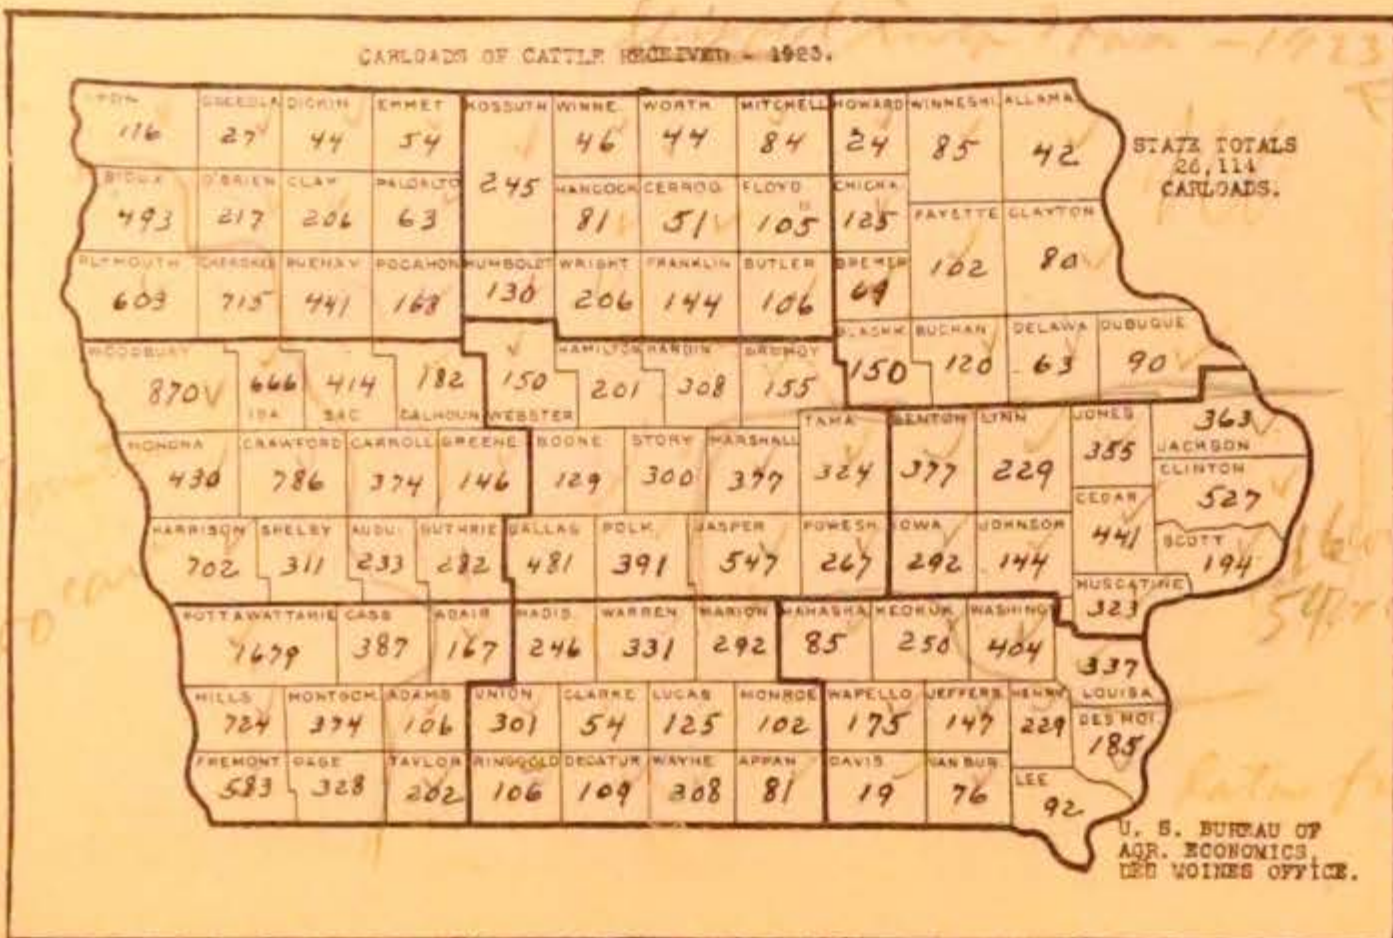 CARLOADS OF CATTLE RECEIVED - 1923.
- 1923
LYON OSCEOLA DICKIN EMMET KOSSUTH WINNE. WORTH MITCHELL HOWARD WINNESHI. ALLAMA
116 27 44 54 245 46 44 84 24 85 42
STATE TOTALS
26,114
CARLOADS.
SIOUX O'BRIEN CLAY PALOALTO HANCOCK CERROG. FLOYD CHICKA.
493 217 206 63 81 51 105 125
FAYETTE CLAYTON
102 80
PLYMOUTH CHEROKEE BUENAV POCAHON HUMBOLDT WRIGHT FRANKLIN BUTLER BREMER
603 715 441 168 130 206 144 106 69
WOODBURY IDA SAC CALHOUN WEBSTER HAMILTON HARDIN GRUNDY BLACKH. BUCHAN DELAWA DUBUQUE
870 666 414 182 150 201 308 155 150 120 63 90
MONONA CRAWFORD CARROLL GREENE BOONE STORY MARSHALL TAMA BENTON LINN JONES JACKSON
430 786 374 146 129 300 377 324 377 229 355 363
CLINTON
527
CEDAR
441
HARRISON SHELBY AUDU. GUTHRIE DALLAS POLK JASPER POWESH. IOWA JOHNSON SCOTT
702 311 233 282 481 391 547 267 292 144 194
MUSCATINE
323
POTTAWATTAMIE CASS ADAIR MADIS. WARREN MARION MAHASKA KEOKUK WASHINGT
1679 387 167 246 331 292 85 250 404
337
LOUISA
MILLS MONTGOM. ADAMS UNION CLARKE LUCAS MONROE WAPELLO JEFFERS. HENRY DES MOI.
724 374 106 301 54 125 102 175 147 229 185
FREMONT PAGE TAYLOR RINGGOLD DECATUR WAYNE APPAN DAVIS VAN BUR. LEE
583 328 202 106 109 208 81 19 76 92
U. S. BUREAU OF
AGR. ECONOMICS,
DES MOINES OFFICE.